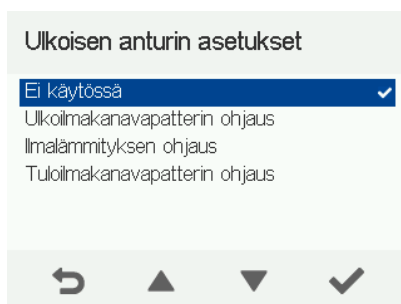 Ulkoisen anturin asetukset
Ei käytössä
Ulkoilmakanavapatterin ohjaus
Ilmalämmityksen ohjaus
Tuloilmakanavapatterin ohjaus